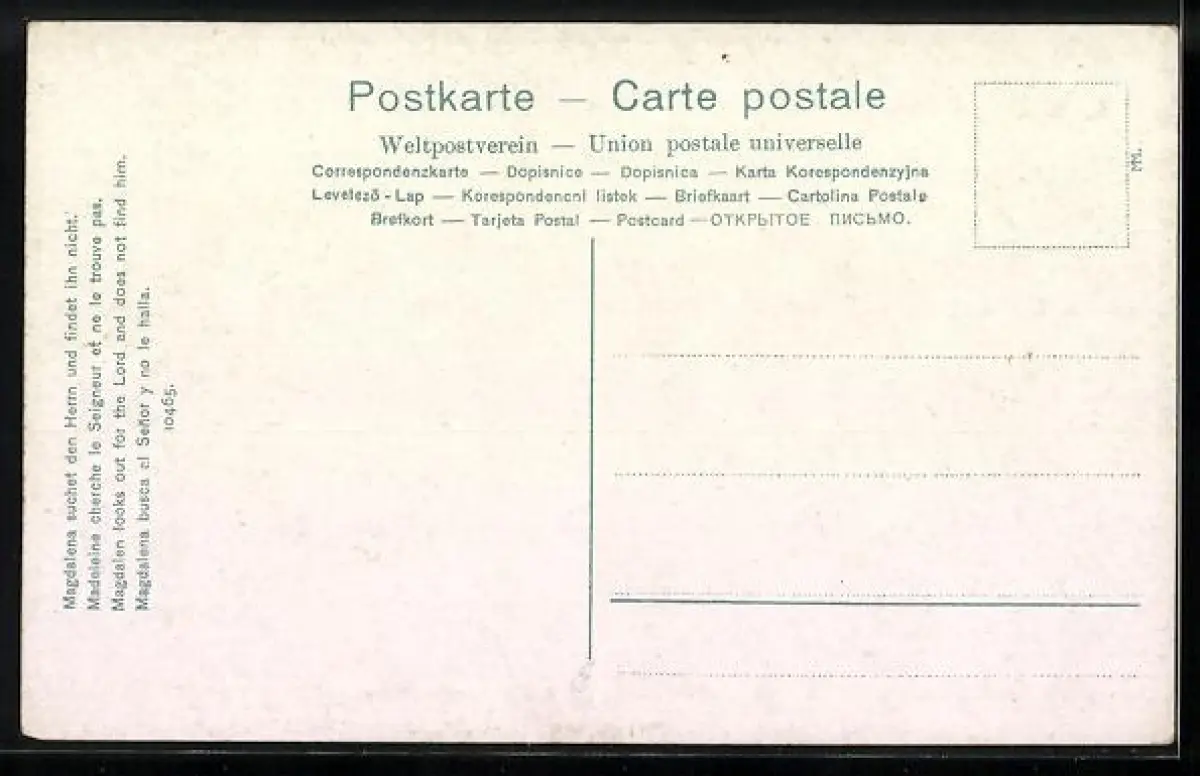 Postkarte — Carte postale
Weltpostverein — Union postale universelle
Correspondenzkarte — Dopisnice — Dopisnica — Karta Korespondenzyjna
Levelező-Lap — Korespondencni listek — Briefkaart — Cartolina Postale
Brefkort — Tarjeta Postal — Postcard — ОТКРЫТОЕ ПИСЬМО.
MM.
Magdalena suchet den Herrn und findet ihn nicht.
Madeleine cherche le Seigneur et ne le trouve pas.
Magdalen looks out for the Lord and does not find him.
Magdalena busca el Señor y no le halla.
10465.